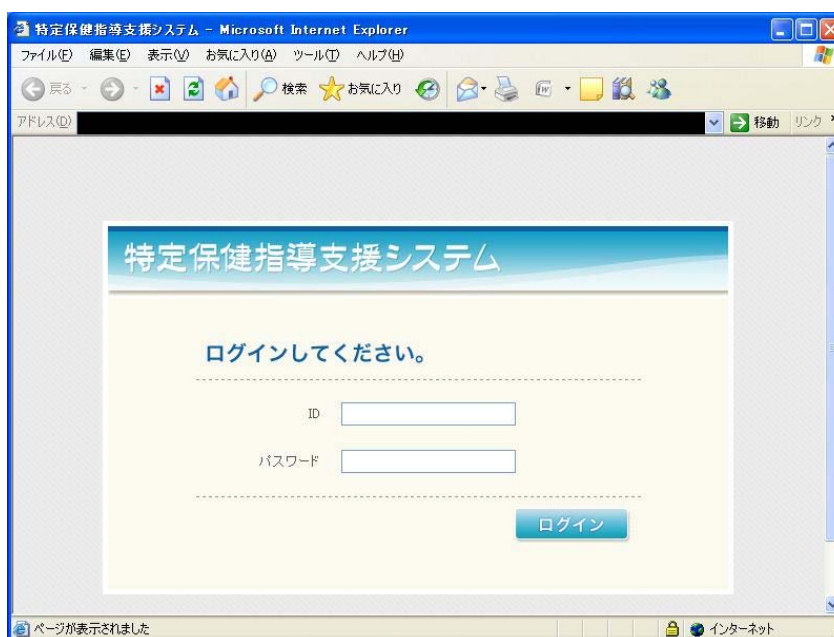 特定保健指導支援システム - Microsoft Internet Explorer
ファイル(F) 編集(E) 表示(V) お気に入り(A) ツール(T) ヘルプ(H)
戻る 検索 お気に入り
アドレス(D) 移動 リンク
特定保健指導支援システム
ログインしてください。
ID
パスワード
ログイン
ページが表示されました インターネット